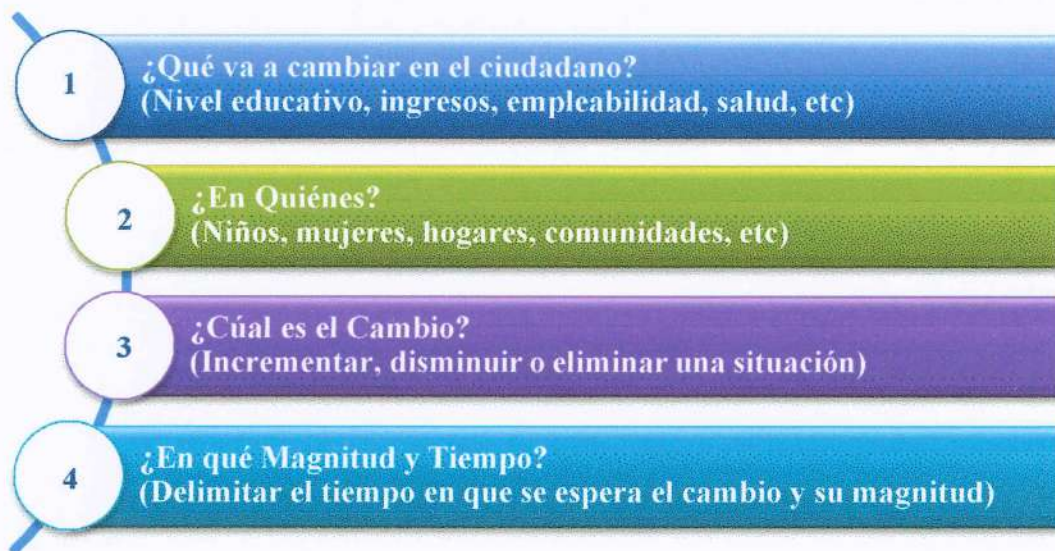 1
¿Qué va a cambiar en el ciudadano?
(Nivel educativo, ingresos, empleabilidad, salud, etc)
2
¿En Quiénes?
(Niños, mujeres, hogares, comunidades, etc)
3
¿Cúal es el Cambio?
(Incrementar, disminuir o eliminar una situación)
4
¿En qué Magnitud y Tiempo?
(Delimitar el tiempo en que se espera el cambio y su magnitud)